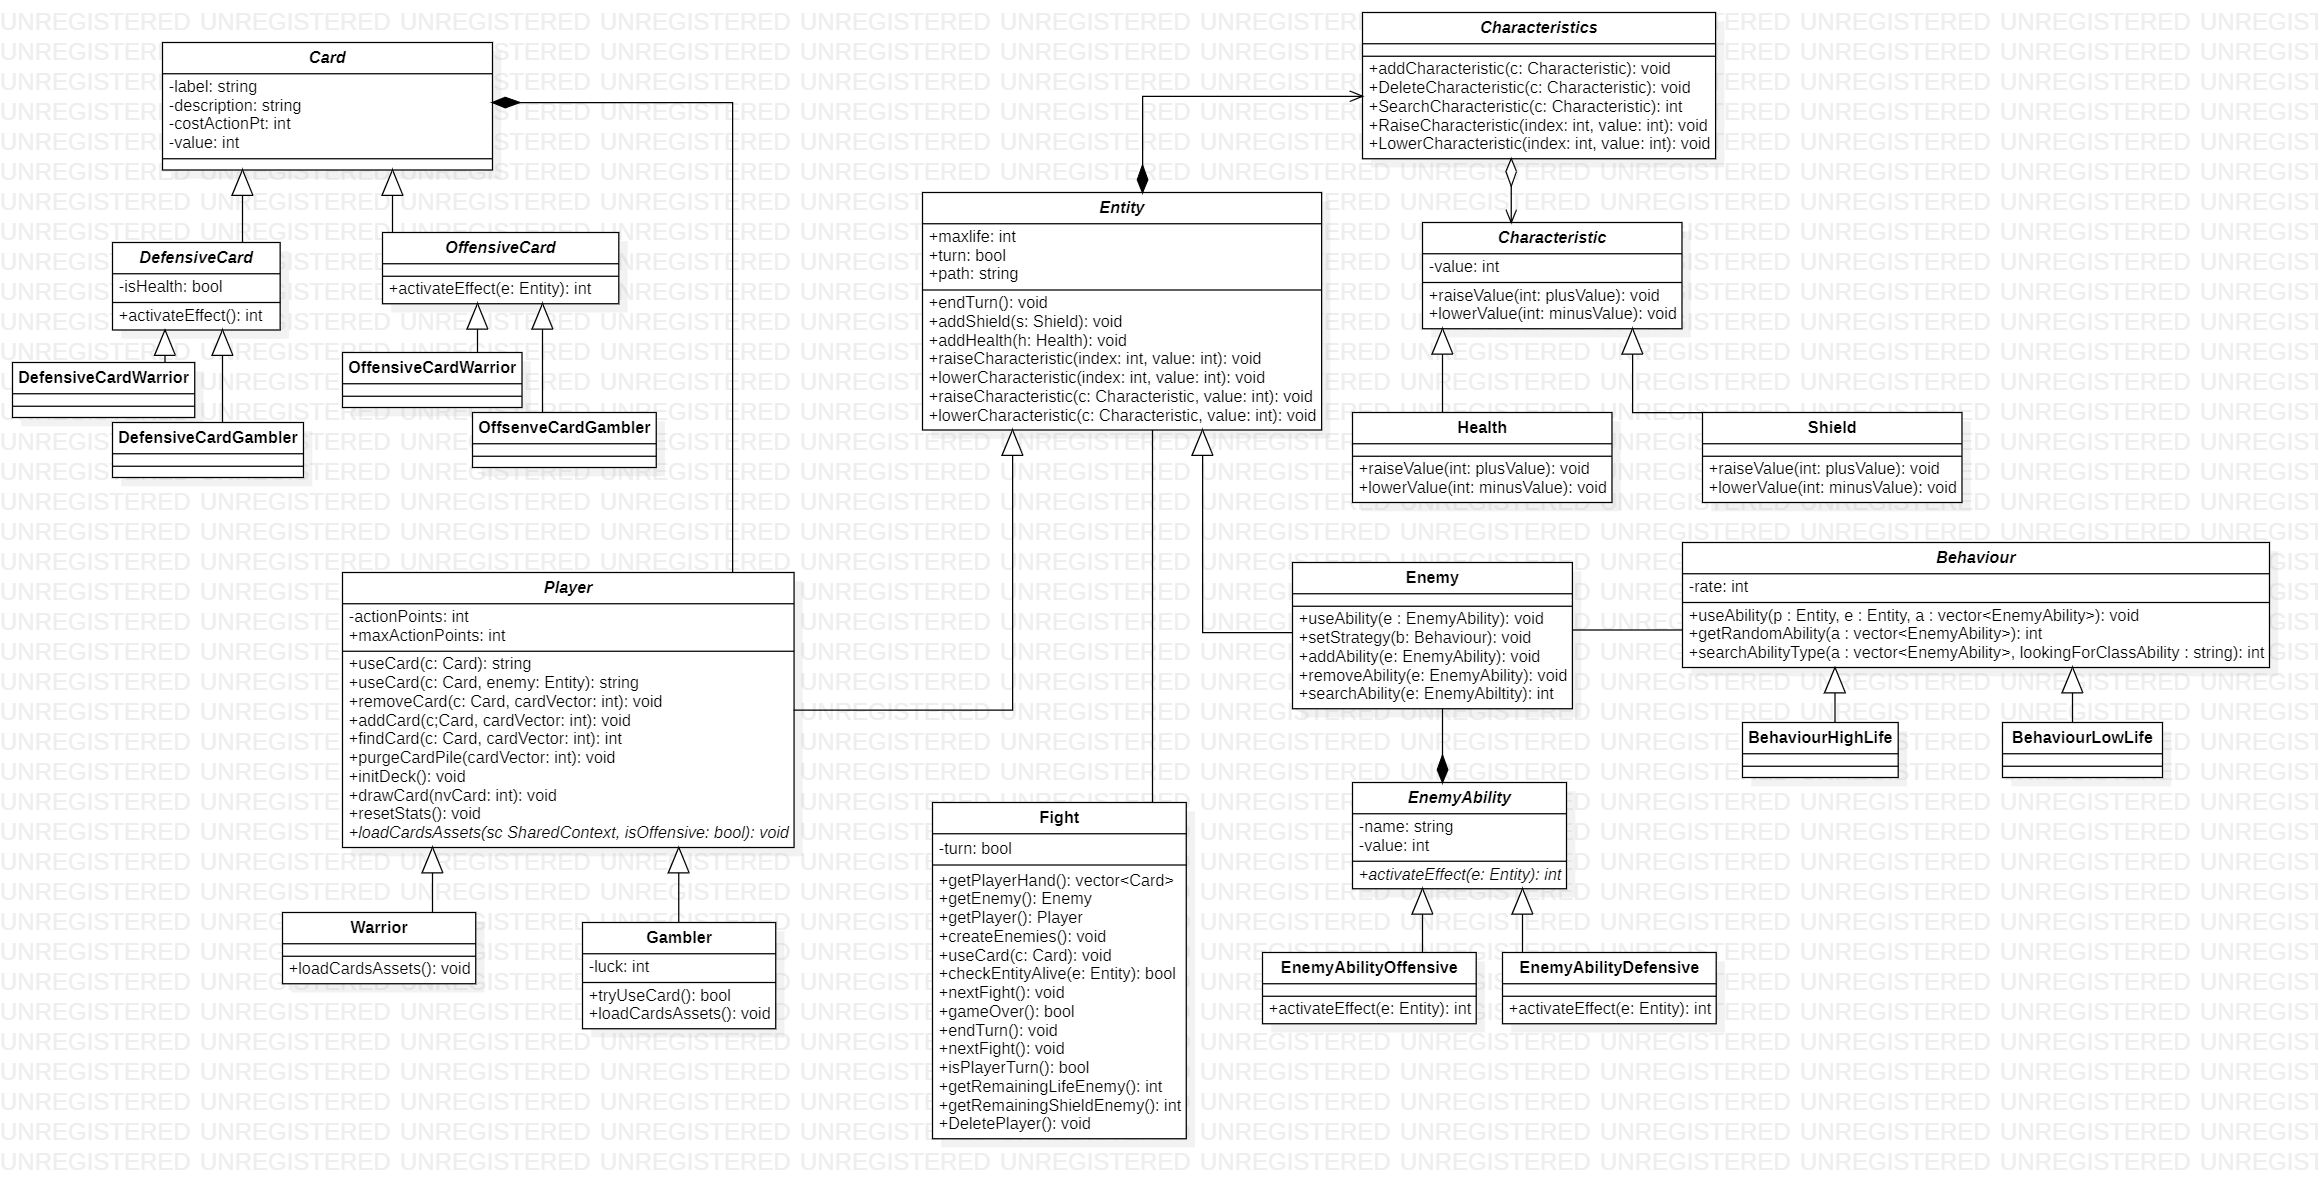 Card
-label: string
-description: string
-costActionPt: int
-value: int
DefensiveCard
-isHealth: bool
+activateEffect(): int
OffensiveCard
+activateEffect(e: Entity): int
DefensiveCardWarrior
DefensiveCardGambler
OffensiveCardWarrior
OffsenveCardGambler
Characteristics
+addCharacteristic(c: Characteristic): void
+DeleteCharacteristic(c: Characteristic): void
+SearchCharacteristic(c: Characteristic): int
+RaiseCharacteristic(index: int, value: int): void
+LowerCharacteristic(index: int, value: int): void
Entity
+maxlife: int
+turn: bool
+path: string
+endTurn(): void
+addShield(s: Shield): void
+addHealth(h: Health): void
+raiseCharacteristic(index: int, value: int): void
+lowerCharacteristic(index: int, value: int): void
+raiseCharacteristic(c: Characteristic, value: int): void
+lowerCharacteristic(c: Characteristic, value: int): void
Characteristic
-value: int
+raiseValue(int: plusValue): void
+lowerValue(int: minusValue): void
Health
+raiseValue(int: plusValue): void
+lowerValue(int: minusValue): void
Shield
+raiseValue(int: plusValue): void
+lowerValue(int: minusValue): void
Player
-actionPoints: int
+maxActionPoints: int
+useCard(c: Card): string
+useCard(c: Card, enemy: Entity): string
+removeCard(c: Card, cardVector: int): void
+addCard(c;Card, cardVector: int): void
+findCard(c: Card, cardVector: int): int
+purgeCardPile(cardVector: int): void
+initDeck(): void
+drawCard(nvCard: int): void
+resetStats(): void
+loadCardsAssets(sc SharedContext, isOffensive: bool): void
Warrior
+loadCardsAssets(): void
Gambler
-luck: int
+tryUseCard(): bool
+loadCardsAssets(): void
Fight
-turn: bool
+getPlayerHand(): vector<Card>
+getEnemy(): Enemy
+getPlayer(): Player
+createEnemies(): void
+useCard(c: Card): void
+checkEntityAlive(e: Entity): bool
+nextFight(): void
+gameOver(): bool
+endTurn(): void
+nextFight(): void
+isPlayerTurn(): bool
+getRemainingLifeEnemy(): int
+getRemainingShieldEnemy(): int
+DeletePlayer(): void
Enemy
+useAbility(e : EnemyAbility): void
+setStrategy(b: Behaviour): void
+addAbility(e: EnemyAbility): void
+removeAbility(e: EnemyAbility): void
+searchAbility(e: EnemyAbiltity): int
Behaviour
-rate: int
+useAbility(p : Entity, e : Entity, a : vector<EnemyAbility>): void
+getRandomAbility(a : vector<EnemyAbility>): int
+searchAbilityType(a : vector<EnemyAbility>, lookingForClassAbility : string): int
BehaviourHighLife
BehaviourLowLife
EnemyAbility
-name: string
-value: int
+activateEffect(e: Entity): int
EnemyAbilityOffensive
+activateEffect(e: Entity): int
EnemyAbilityDefensive
+activateEffect(e: Entity): int
UNREGISTERED